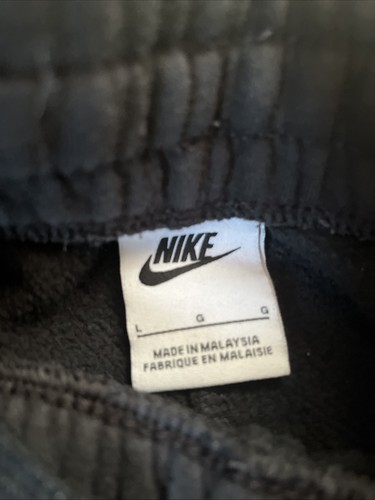 NIKE
L G G
MADE IN MALAYSIA
FABRIQUE EN MALAISIE